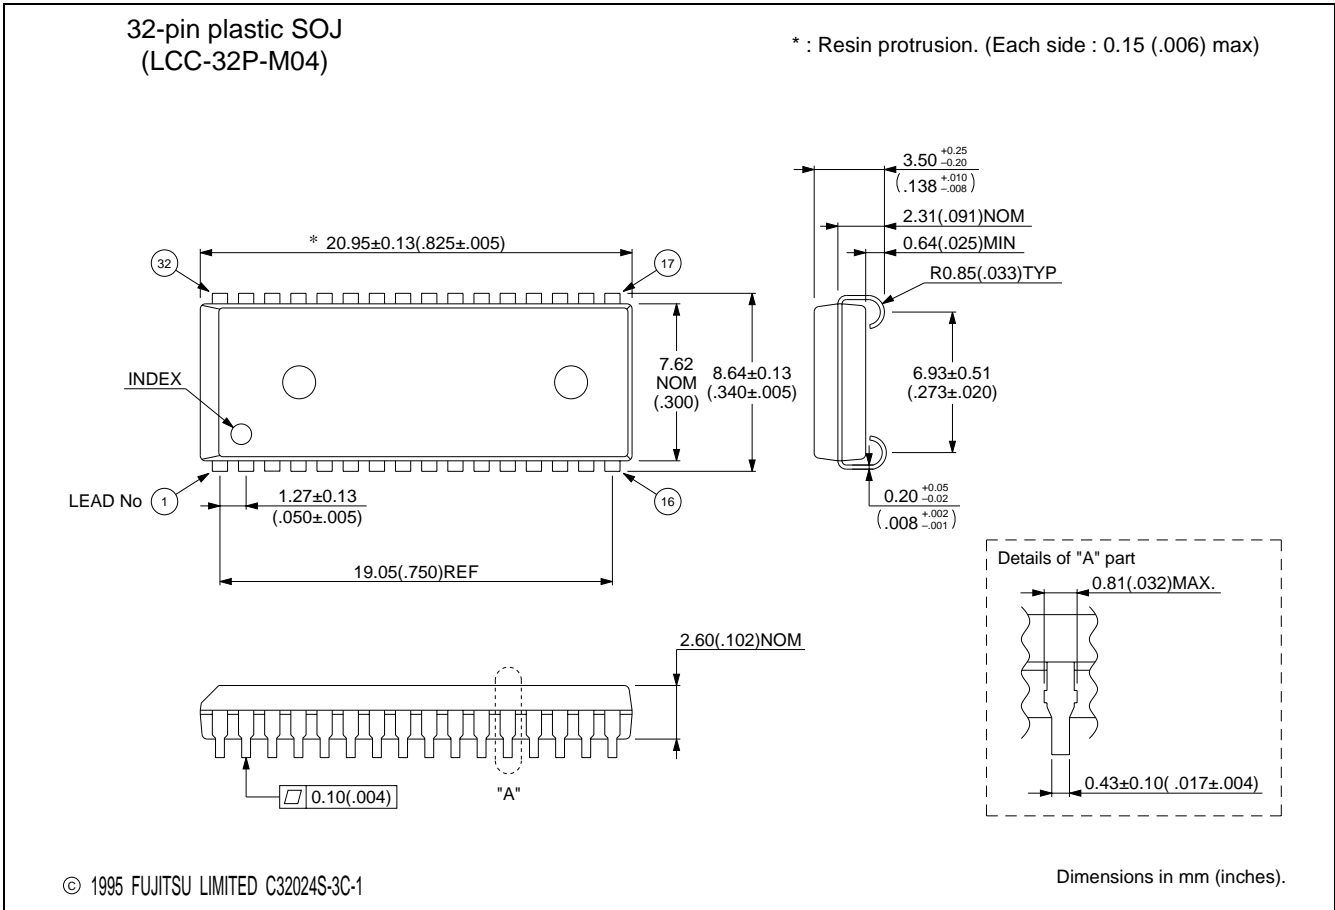 32-pin plastic SOJ
(LCC-32P-M04)
* : Resin protrusion. (Each side : 0.15 (.006) max)
3.50 +0.25 –0.20
(.138 +.010 –.008)
2.31(.091)NOM
0.64(.025)MIN
R0.85(.033)TYP
* 20.95±0.13(.825±.005)
32
17
INDEX
7.62
NOM
(.300)
8.64±0.13
(.340±.005)
6.93±0.51
(.273±.020)
LEAD No 1
16
1.27±0.13
(.050±.005)
0.20 +0.05 –0.02
(.008 +.002 –.001)
19.05(.750)REF
Details of "A" part
0.81(.032)MAX.
2.60(.102)NOM
0.43±0.10( .017±.004)
0.10(.004)
"A"
© 1995 FUJITSU LIMITED C32024S-3C-1
Dimensions in mm (inches).